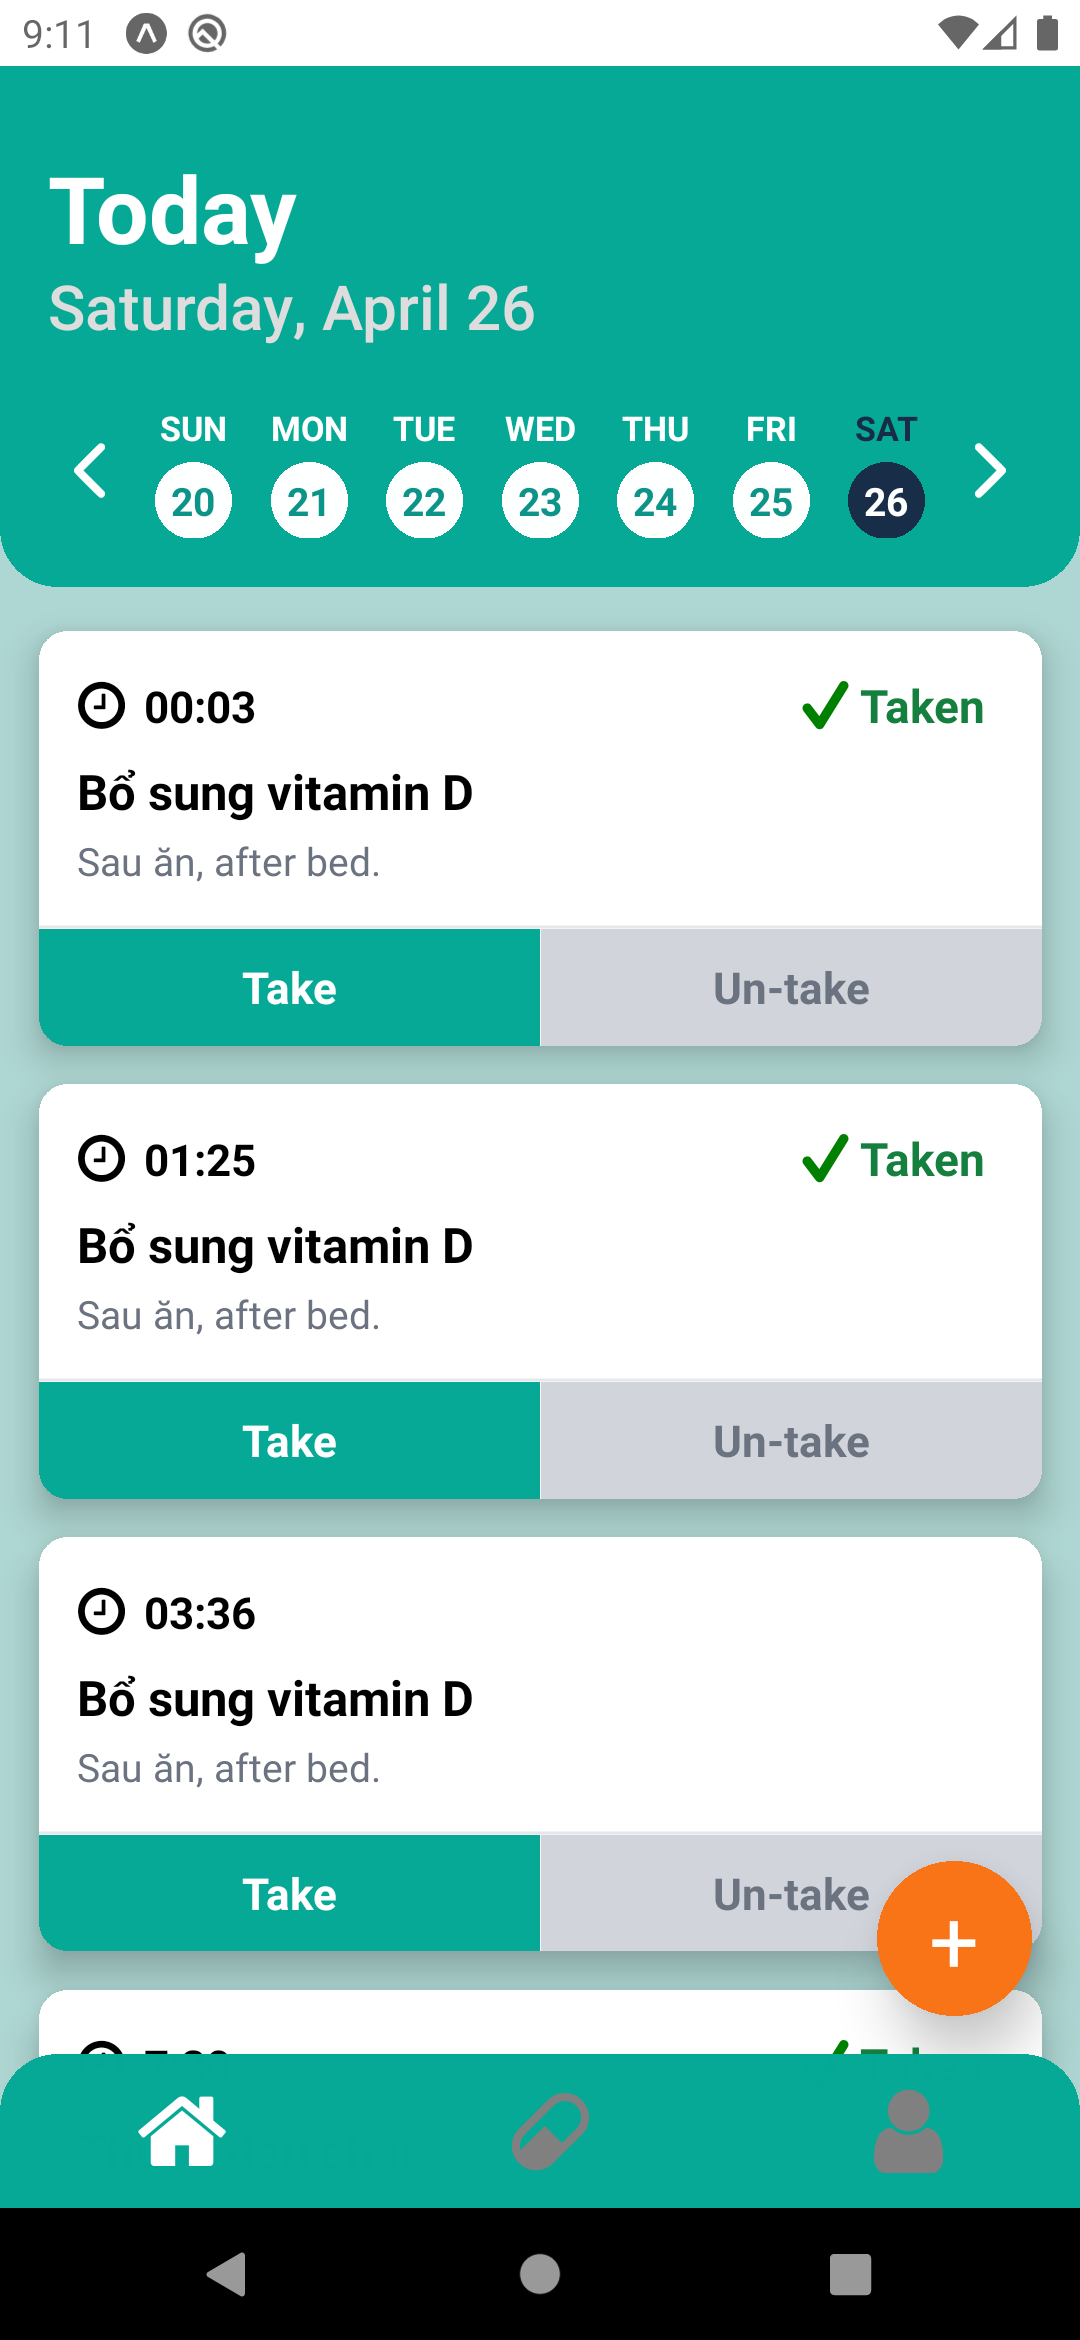 9:11
Today
Saturday, April 26
SUN MON TUE WED THU FRI SAT
20 21 22 23 24 25 26
00:03 Taken
Bổ sung vitamin D
Sau ăn, after bed.
Take Un-take
01:25 Taken
Bổ sung vitamin D
Sau ăn, after bed.
Take Un-take
03:36
Bổ sung vitamin D
Sau ăn, after bed.
Take Un-take
+